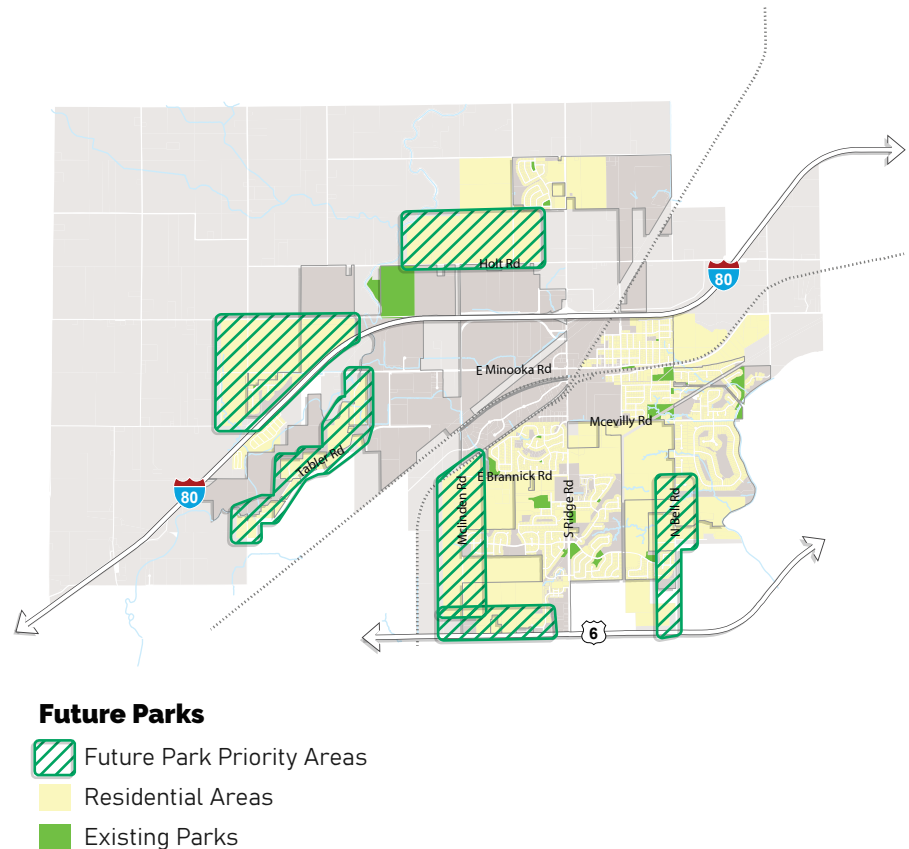 80
Holt Rd
E Minooka Rd
Mcevilly Rd
Tabler Rd
E Brannick Rd
Mclinden Rd
S Ridge Rd
N Bell Rd
80
6
Future Parks
Future Park Priority Areas
Residential Areas
Existing Parks